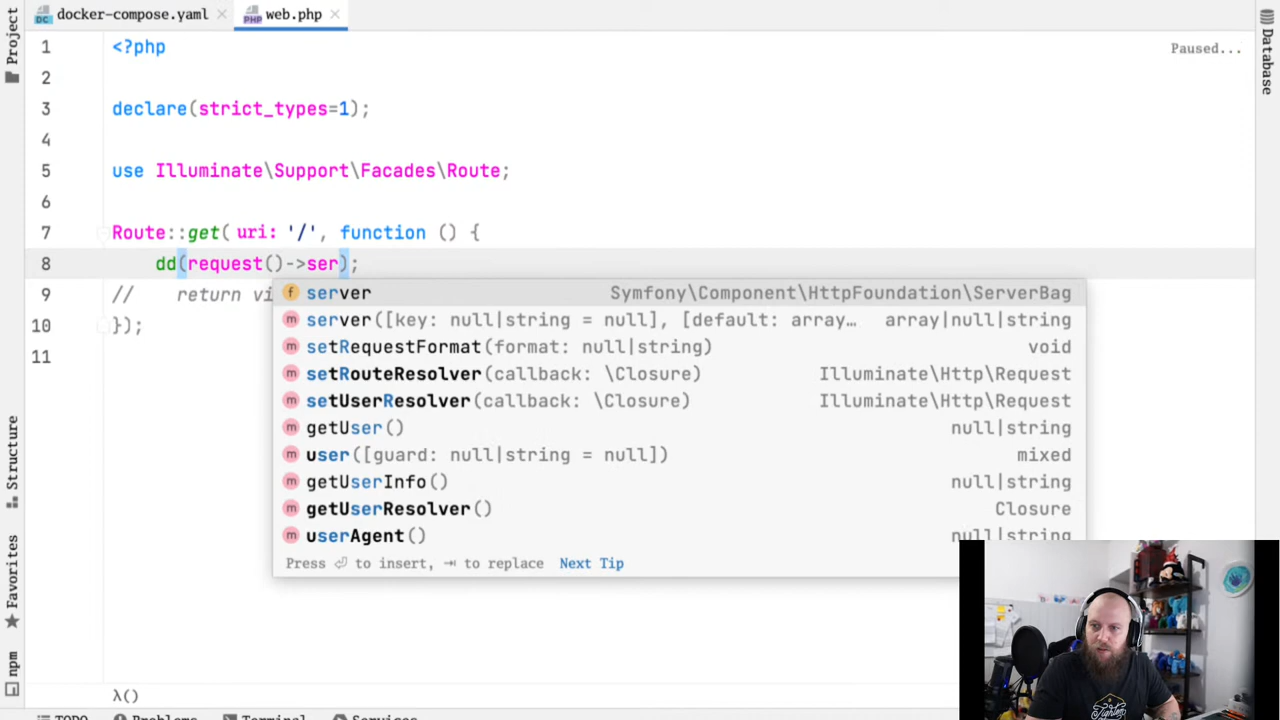 docker-compose.yaml
web.php
Project
Database
Paused...
1 <?php
2
3 declare(strict_types=1);
4
5 use Illuminate\Support\Facades\Route;
6
7 Route::get( uri: '/', function () {
8 dd(request()->ser);
9 // return vi
10 });
11
server Symfony\Component\HttpFoundation\ServerBag
server([key: null|string = null], [default: array… array|null|string
setRequestFormat(format: null|string) void
setRouteResolver(callback: \Closure) Illuminate\Http\Request
setUserResolver(callback: \Closure) Illuminate\Http\Request
getUser() null|string
user([guard: null|string = null]) mixed
getUserInfo() null|string
getUserResolver() Closure
userAgent() null|string
Press ⏎ to insert, ⇥ to replace Next Tip
Structure
Favorites
npm
λ()
TODO Problems Terminal Services